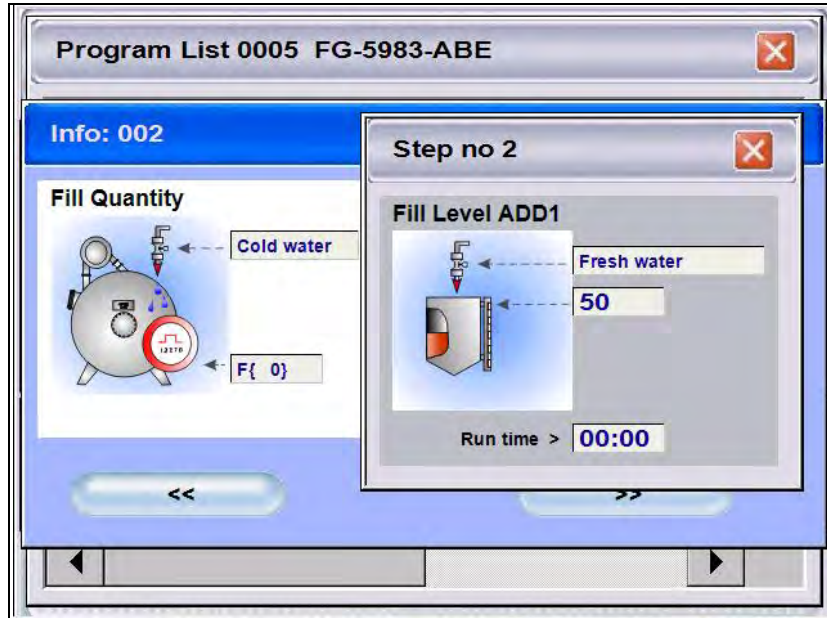 Program List 0005 FG-5983-ABE
Info: 002
Fill Quantity
Cold water
F{ 0}
<<
Step no 2
Fill Level ADD1
Fresh water
50
Run time > 00:00
>>